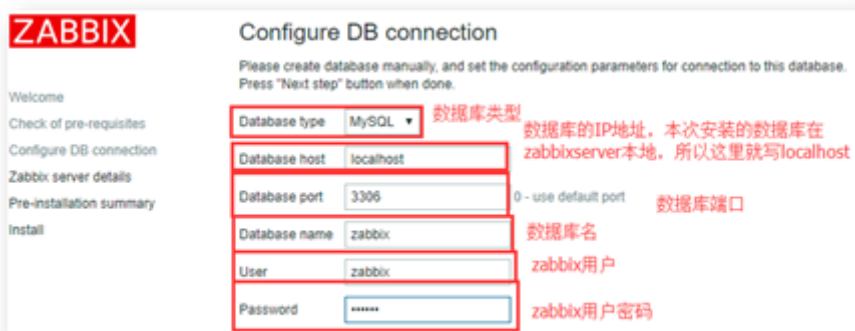 ZABBIX
Configure DB connection
Please create database manually, and set the configuration parameters for connection to this database.
Press "Next step" button when done.
Welcome
Check of pre-requisites
Configure DB connection
Zabbix server details
Pre-installation summary
Install
Database type MySQL 数据库类型
数据库的IP地址，本次安装的数据库在
zabbixserver本地，所以这里就写localhost
Database host localhost
Database port 3306 0 - use default port 数据库端口
Database name zabbix 数据库名
User zabbix zabbix用户
Password •••••• zabbix用户密码